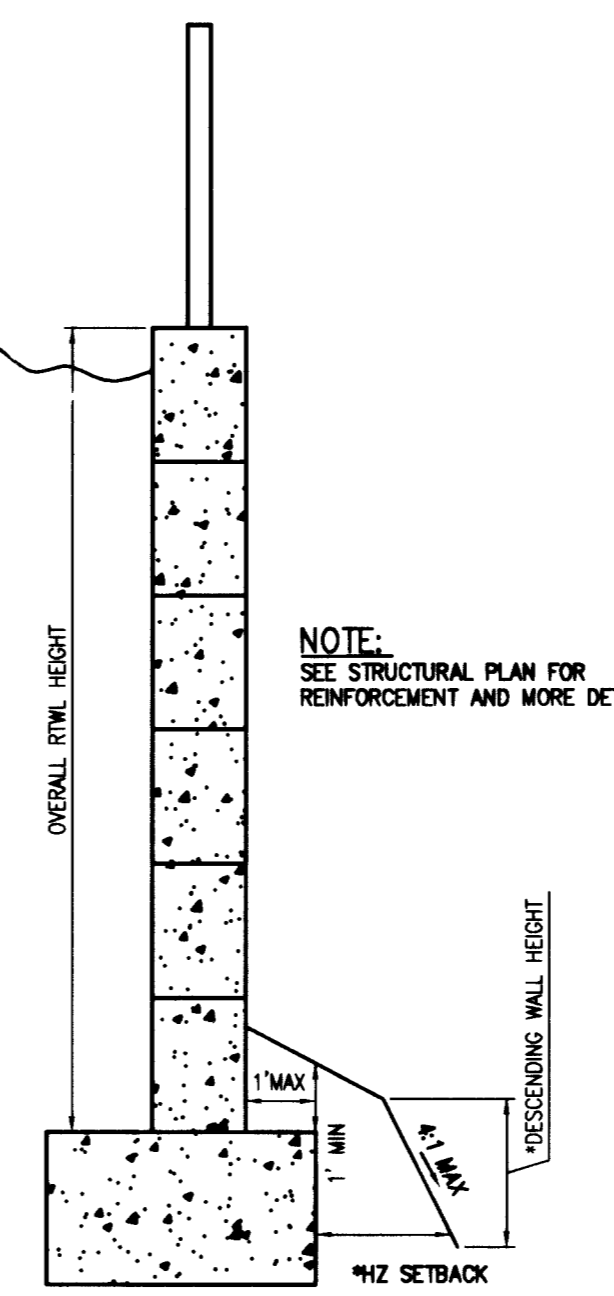 OVERALL RTWL HEIGHT
NOTE:
SEE STRUCTURAL PLAN FOR
REINFORCEMENT AND MORE DET
1'MAX
1' MIN
4:1 MAX
*DESCENDING WALL HEIGHT
*HZ SETBACK